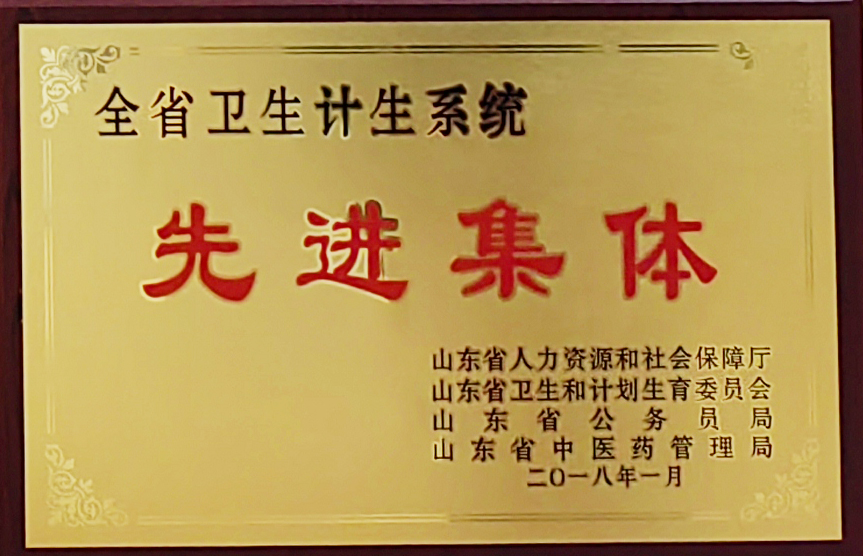 全省卫生计生系统
先进集体
山东省人力资源和社会保障厅
山东省卫生和计划生育委员会
山东省公务员局
山东省中医药管理局
二〇一八年一月